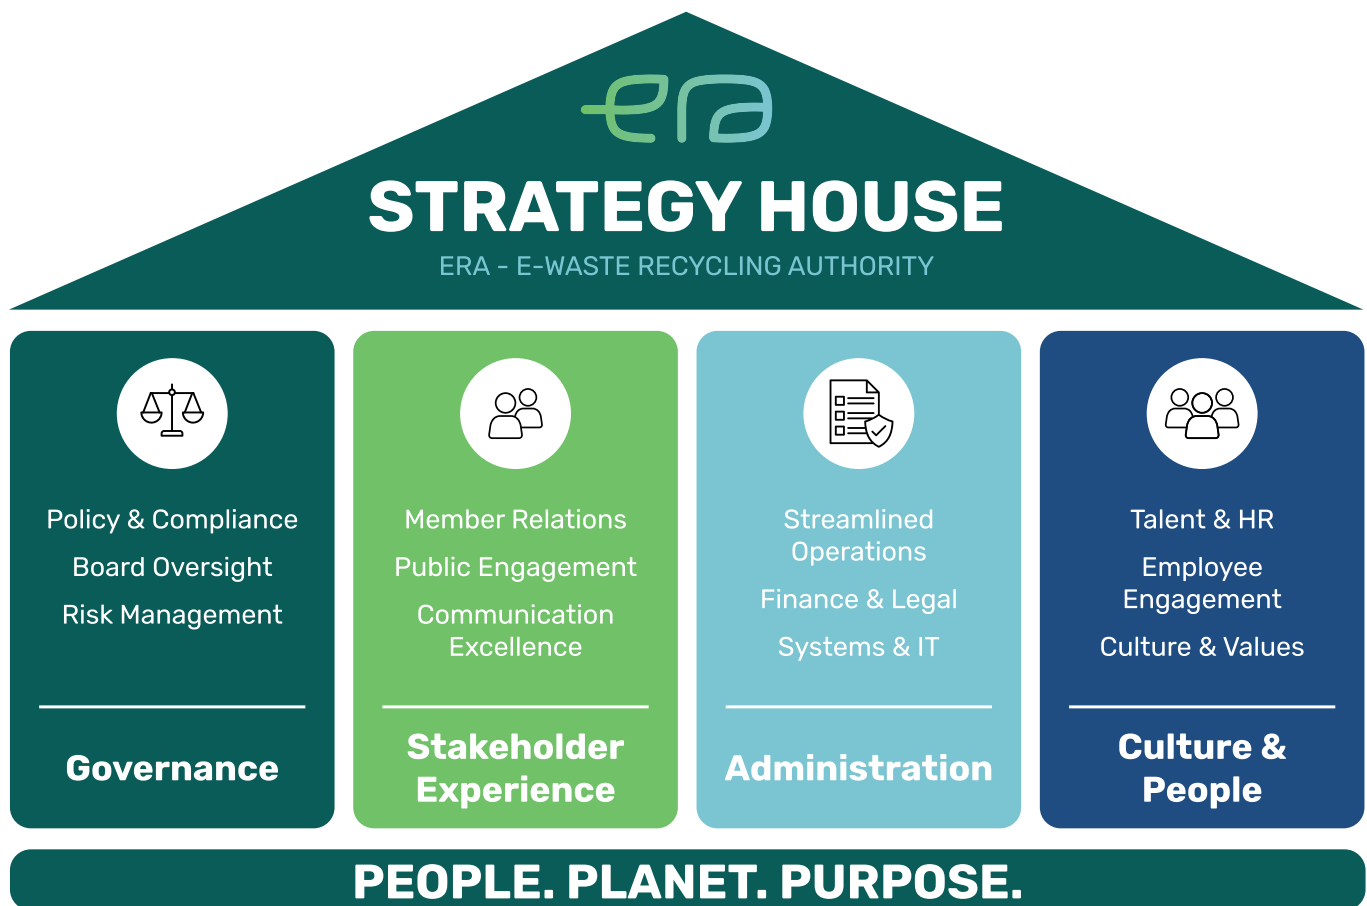 era
STRATEGY HOUSE
ERA - E-WASTE RECYCLING AUTHORITY
Policy & Compliance
Board Oversight
Risk Management
Governance
Member Relations
Public Engagement
Communication
Excellence
Stakeholder
Experience
Streamlined
Operations
Finance & Legal
Systems & IT
Administration
Talent & HR
Employee
Engagement
Culture & Values
Culture &
People
PEOPLE. PLANET. PURPOSE.